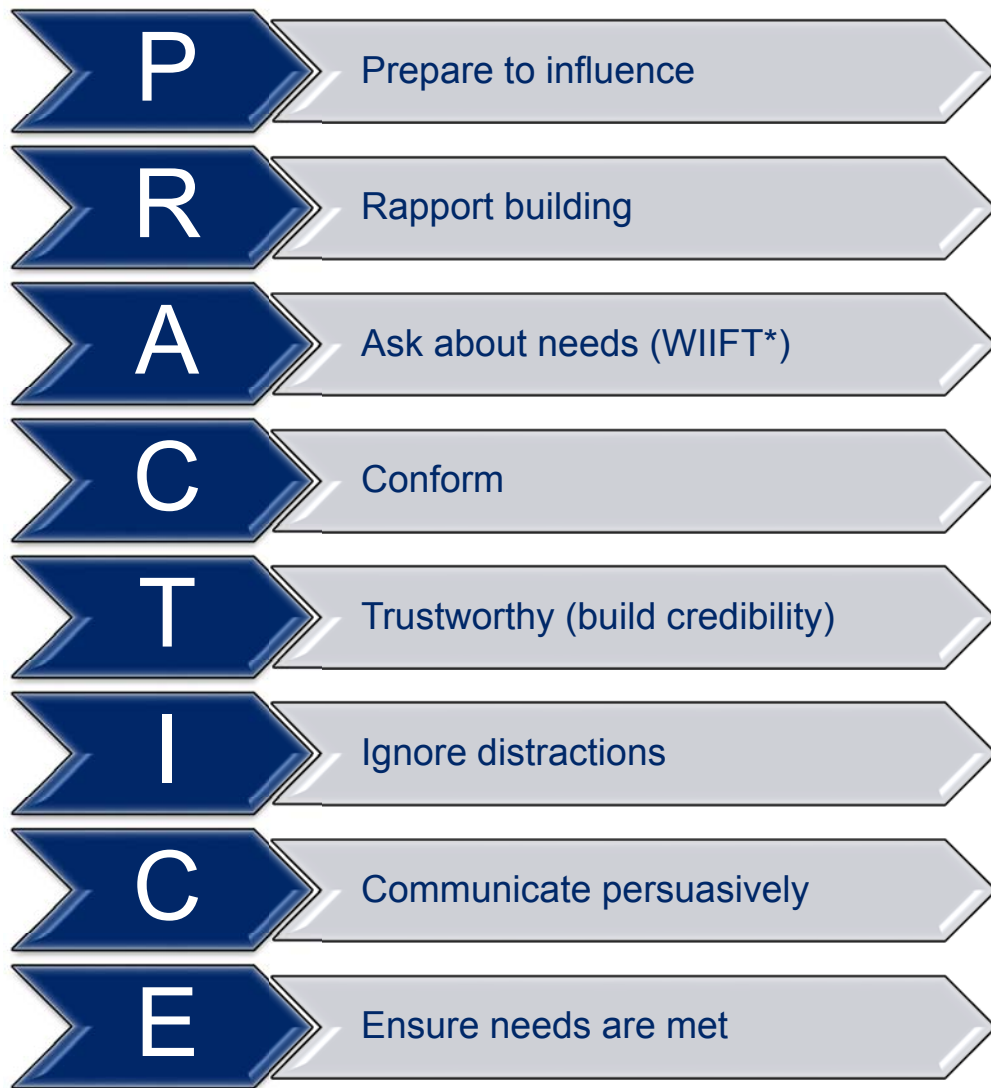 P Prepare to influence
R Rapport building
A Ask about needs (WIIFT*)
C Conform
T Trustworthy (build credibility)
I Ignore distractions
C Communicate persuasively
E Ensure needs are met